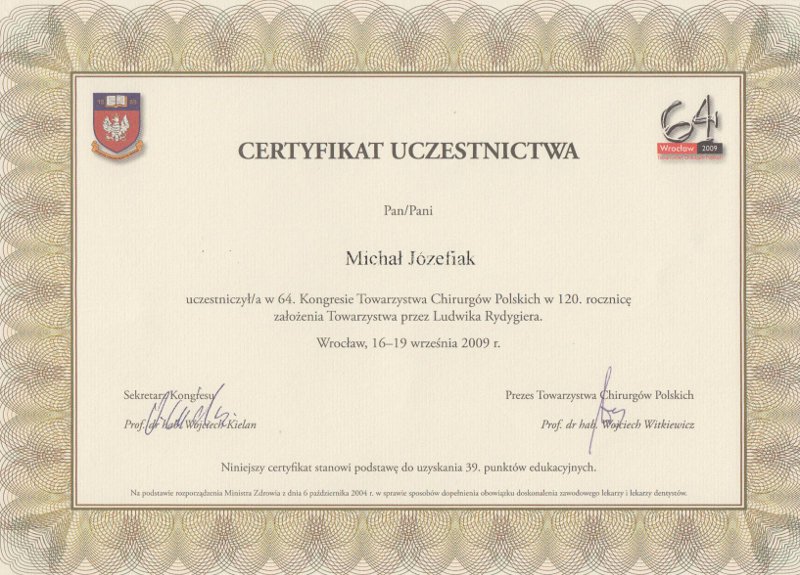 18 89
64
Wrocław 2009
CERTYFIKAT UCZESTNICTWA
Pan/Pani
Michał Józefiak
uczestniczył/a w 64. Kongresie Towarzystwa Chirurgów Polskich w 120. rocznicę
założenia Towarzystwa przez Ludwika Rydygiera.
Wrocław, 16–19 września 2009 r.
Sekretarz Kongresu
Prof. dr hab. Wojciech Kielan
Prezes Towarzystwa Chirurgów Polskich
Prof. dr hab. Wojciech Witkiewicz
Niniejszy certyfikat stanowi podstawę do uzyskania 39. punktów edukacyjnych.
Na podstawie rozporządzenia Ministra Zdrowia z dnia 6 października 2004 r. w sprawie sposobów dopełnienia obowiązku doskonalenia zawodowego lekarzy i lekarzy dentystów.